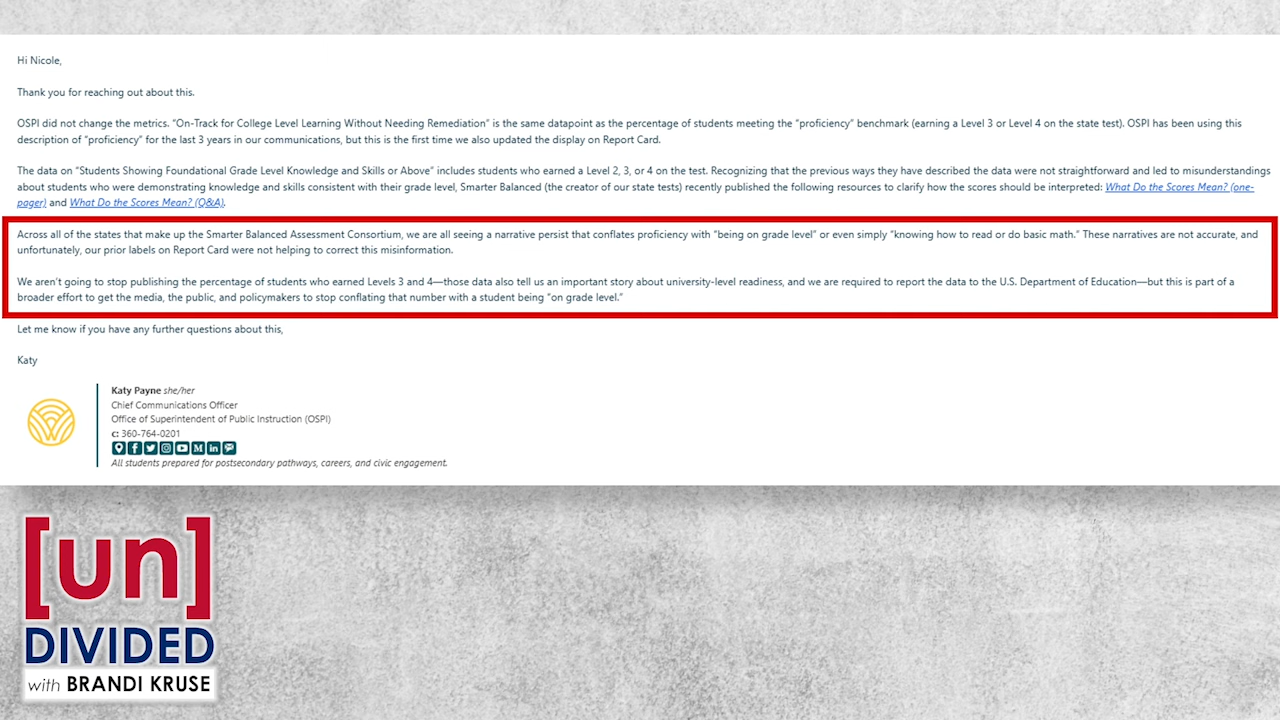 Hi Nicole,
Thank you for reaching out about this.
OSPI did not change the metrics. "On-Track for College Level Learning Without Needing Remediation" is the same datapoint as the percentage of students meeting the "proficiency" benchmark (earning a Level 3 or Level 4 on the state test). OSPI has been using this
description of "proficiency" for the last 3 years in our communications, but this is the first time we also updated the display on Report Card.
The data on "Students Showing Foundational Grade Level Knowledge and Skills or Above" includes students who earned a Level 2, 3, or 4 on the test. Recognizing that the previous ways they have described the data were not straightforward and led to misunderstandings
about students who were demonstrating knowledge and skills consistent with their grade level, Smarter Balanced (the creator of our state tests) recently published the following resources to clarify how the scores should be interpreted: What Do the Scores Mean? (one-
pager) and What Do the Scores Mean? (Q&A).
Across all of the states that make up the Smarter Balanced Assessment Consortium, we are all seeing a narrative persist that conflates proficiency with "being on grade level" or even simply "knowing how to read or do basic math." These narratives are not accurate, and
unfortunately, our prior labels on Report Card were not helping to correct this misinformation.
We aren't going to stop publishing the percentage of students who earned Levels 3 and 4—those data also tell us an important story about university-level readiness, and we are required to report the data to the U.S. Department of Education—but this is part of a
broader effort to get the media, the public, and policymakers to stop conflating that number with a student being "on grade level."
Let me know if you have any further questions about this,
Katy
Katy Payne she/her
Chief Communications Officer
Office of Superintendent of Public Instruction (OSPI)
c: 360-764-0201
All students prepared for postsecondary pathways, careers, and civic engagement.
[un]
DIVIDED
with BRANDI KRUSE